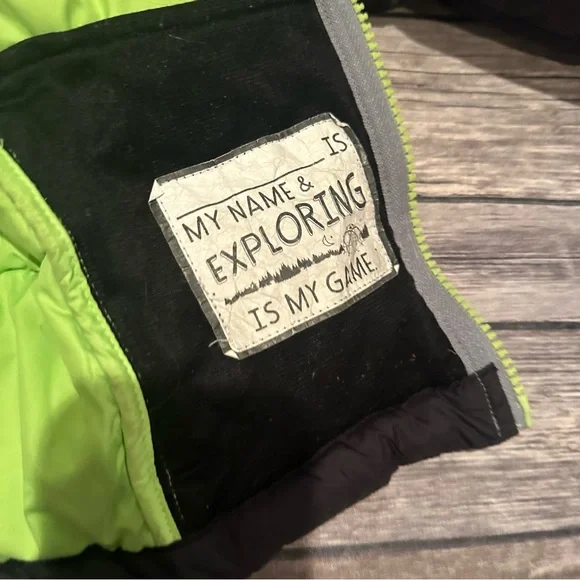 IS
MY NAME &
EXPLORING
IS MY GAME.